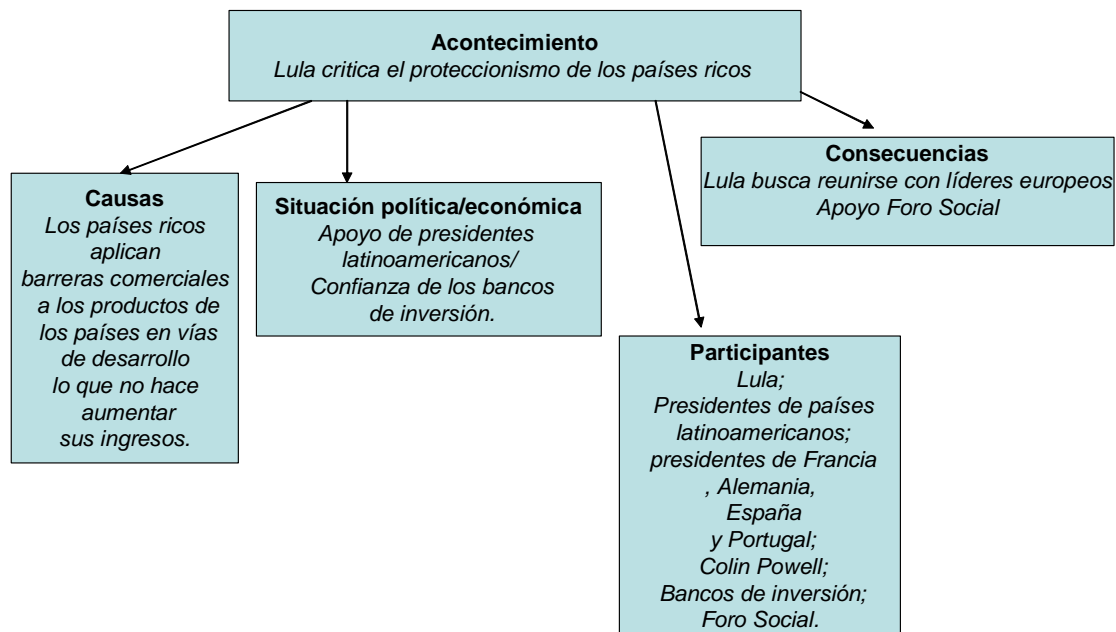 Acontecimiento
Lula critica el proteccionismo de los países ricos
Causas
Los países ricos
aplican
barreras comerciales
a los productos de
los países en vías
de desarrollo
lo que no hace
aumentar
sus ingresos.
Situación política/económica
Apoyo de presidentes
latinoamericanos/
Confianza de los bancos
de inversión.
Consecuencias
Lula busca reunirse con líderes europeos
Apoyo Foro Social
Participantes
Lula;
Presidentes de países
latinoamericanos;
presidentes de Francia
, Alemania,
España
y Portugal;
Colin Powell;
Bancos de inversión;
Foro Social.